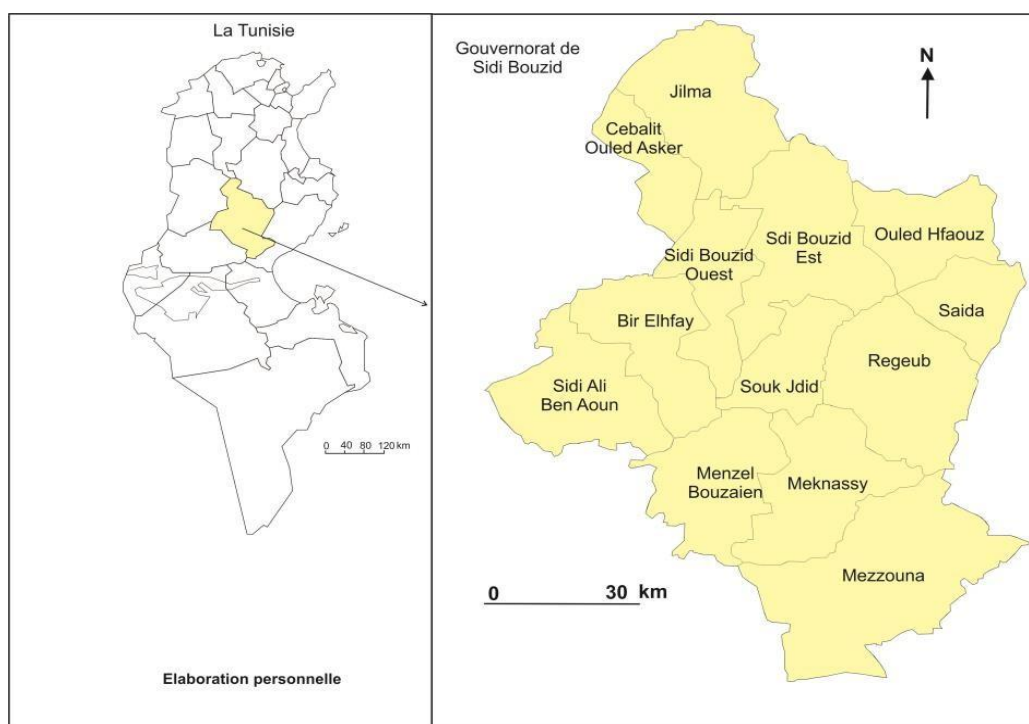 La Tunisie
0 40 80 120 km
Elaboration personnelle
Gouvernorat de
Sidi Bouzid
N
Jilma
Cebalit
Ouled Asker
Ouled Hfaouz
Sdi Bouzid
Est
Sidi Bouzid
Ouest
Saida
Bir Elhfay
Regeub
Sidi Ali
Ben Aoun
Souk Jdid
Menzel
Bouzaien
Meknassy
Mezzouna
0 30 km